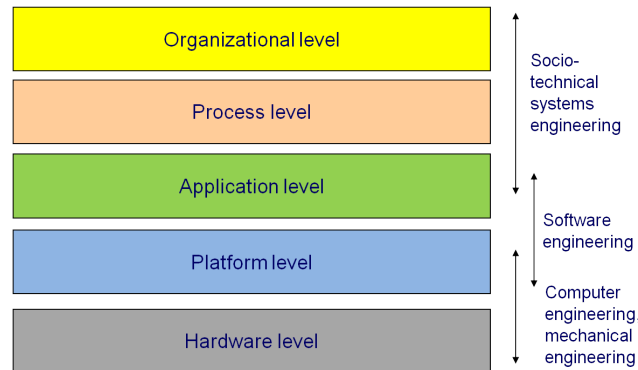 Organizational level
Socio-
technical
systems
engineering
Process level
Application level
Software
engineering
Platform level
Computer
engineering,
mechanical
engineering
Hardware level